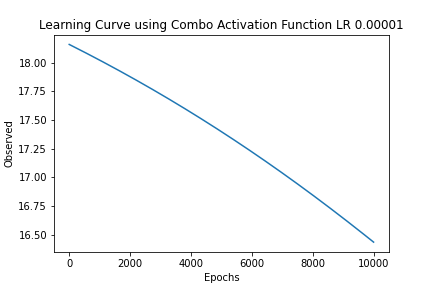 Learning Curve using Combo Activation Function LR 0.00001
18.00
17.75
17.50
17.25
17.00
16.75
16.50
Observed
0 2000 4000 6000 8000 10000
Epochs